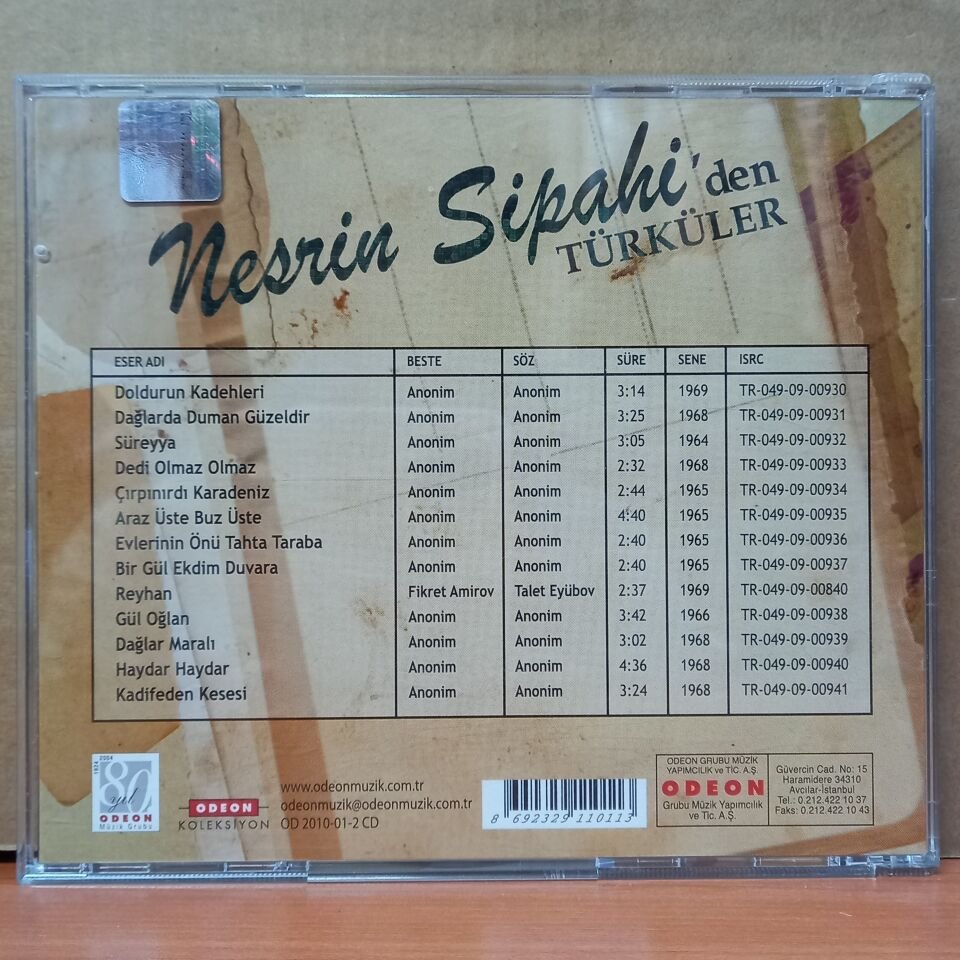 Nesrin Sipahi'den
TÜRKÜLER
ESER ADI BESTE SÖZ SÜRE SENE ISRC
Doldurun Kadehleri Anonim Anonim 3:14 1969 TR-049-09-00930
Dağlarda Duman Güzeldir Anonim Anonim 3:25 1968 TR-049-09-00931
Süreyya Anonim Anonim 3:05 1964 TR-049-09-00932
Dedi Olmaz Olmaz Anonim Anonim 2:32 1968 TR-049-09-00933
Çırpınırdı Karadeniz Anonim Anonim 2:44 1965 TR-049-09-00934
Araz Üste Buz Üste Anonim Anonim 4:40 1965 TR-049-09-00935
Evlerinin Önü Tahta Taraba Anonim Anonim 2:40 1965 TR-049-09-00936
Bir Gül Ekdim Duvara Anonim Anonim 2:40 1965 TR-049-09-00937
Reyhan Fikret Amirov Talet Eyübov 2:37 1969 TR-049-09-00840
Gül Oğlan Anonim Anonim 3:42 1966 TR-049-09-00938
Dağlar Maralı Anonim Anonim 3:02 1968 TR-049-09-00939
Haydar Haydar Anonim Anonim 4:36 1968 TR-049-09-00940
Kadifeden Kesesi Anonim Anonim 3:24 1968 TR-049-09-00941
1924 2004
80
yıl
ODEON
Müzik Grubu
ODEON
KOLEKSİYON
www.odeonmuzik.com.tr
odeonmuzik@odeonmuzik.com.tr
OD 2010-01-2 CD
8 692329 110113
ODEON GRUBU MÜZİK
YAPIMCILIK ve TİC. A.Ş.
ODEON
Grubu Müzik Yapımcılık
ve Tic. A.Ş.
Güvercin Cad. No: 15
Haramidere 34310
Avcılar-İstanbul
Tel.: 0.212.422 10 37
Faks: 0.212.422 10 43